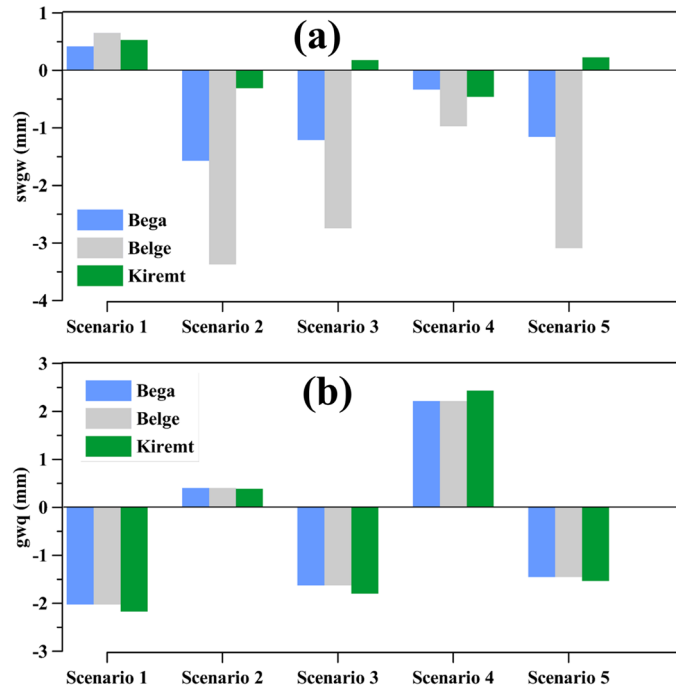 (a)
1
0
-1
-2
-3
-4
swgw (mm)
Bega
Belge
Kiremt
Scenario 1 Scenario 2 Scenario 3 Scenario 4 Scenario 5
(b)
3
2
1
0
-1
-2
-3
gwq (mm)
Bega
Belge
Kiremt
Scenario 1 Scenario 2 Scenario 3 Scenario 4 Scenario 5